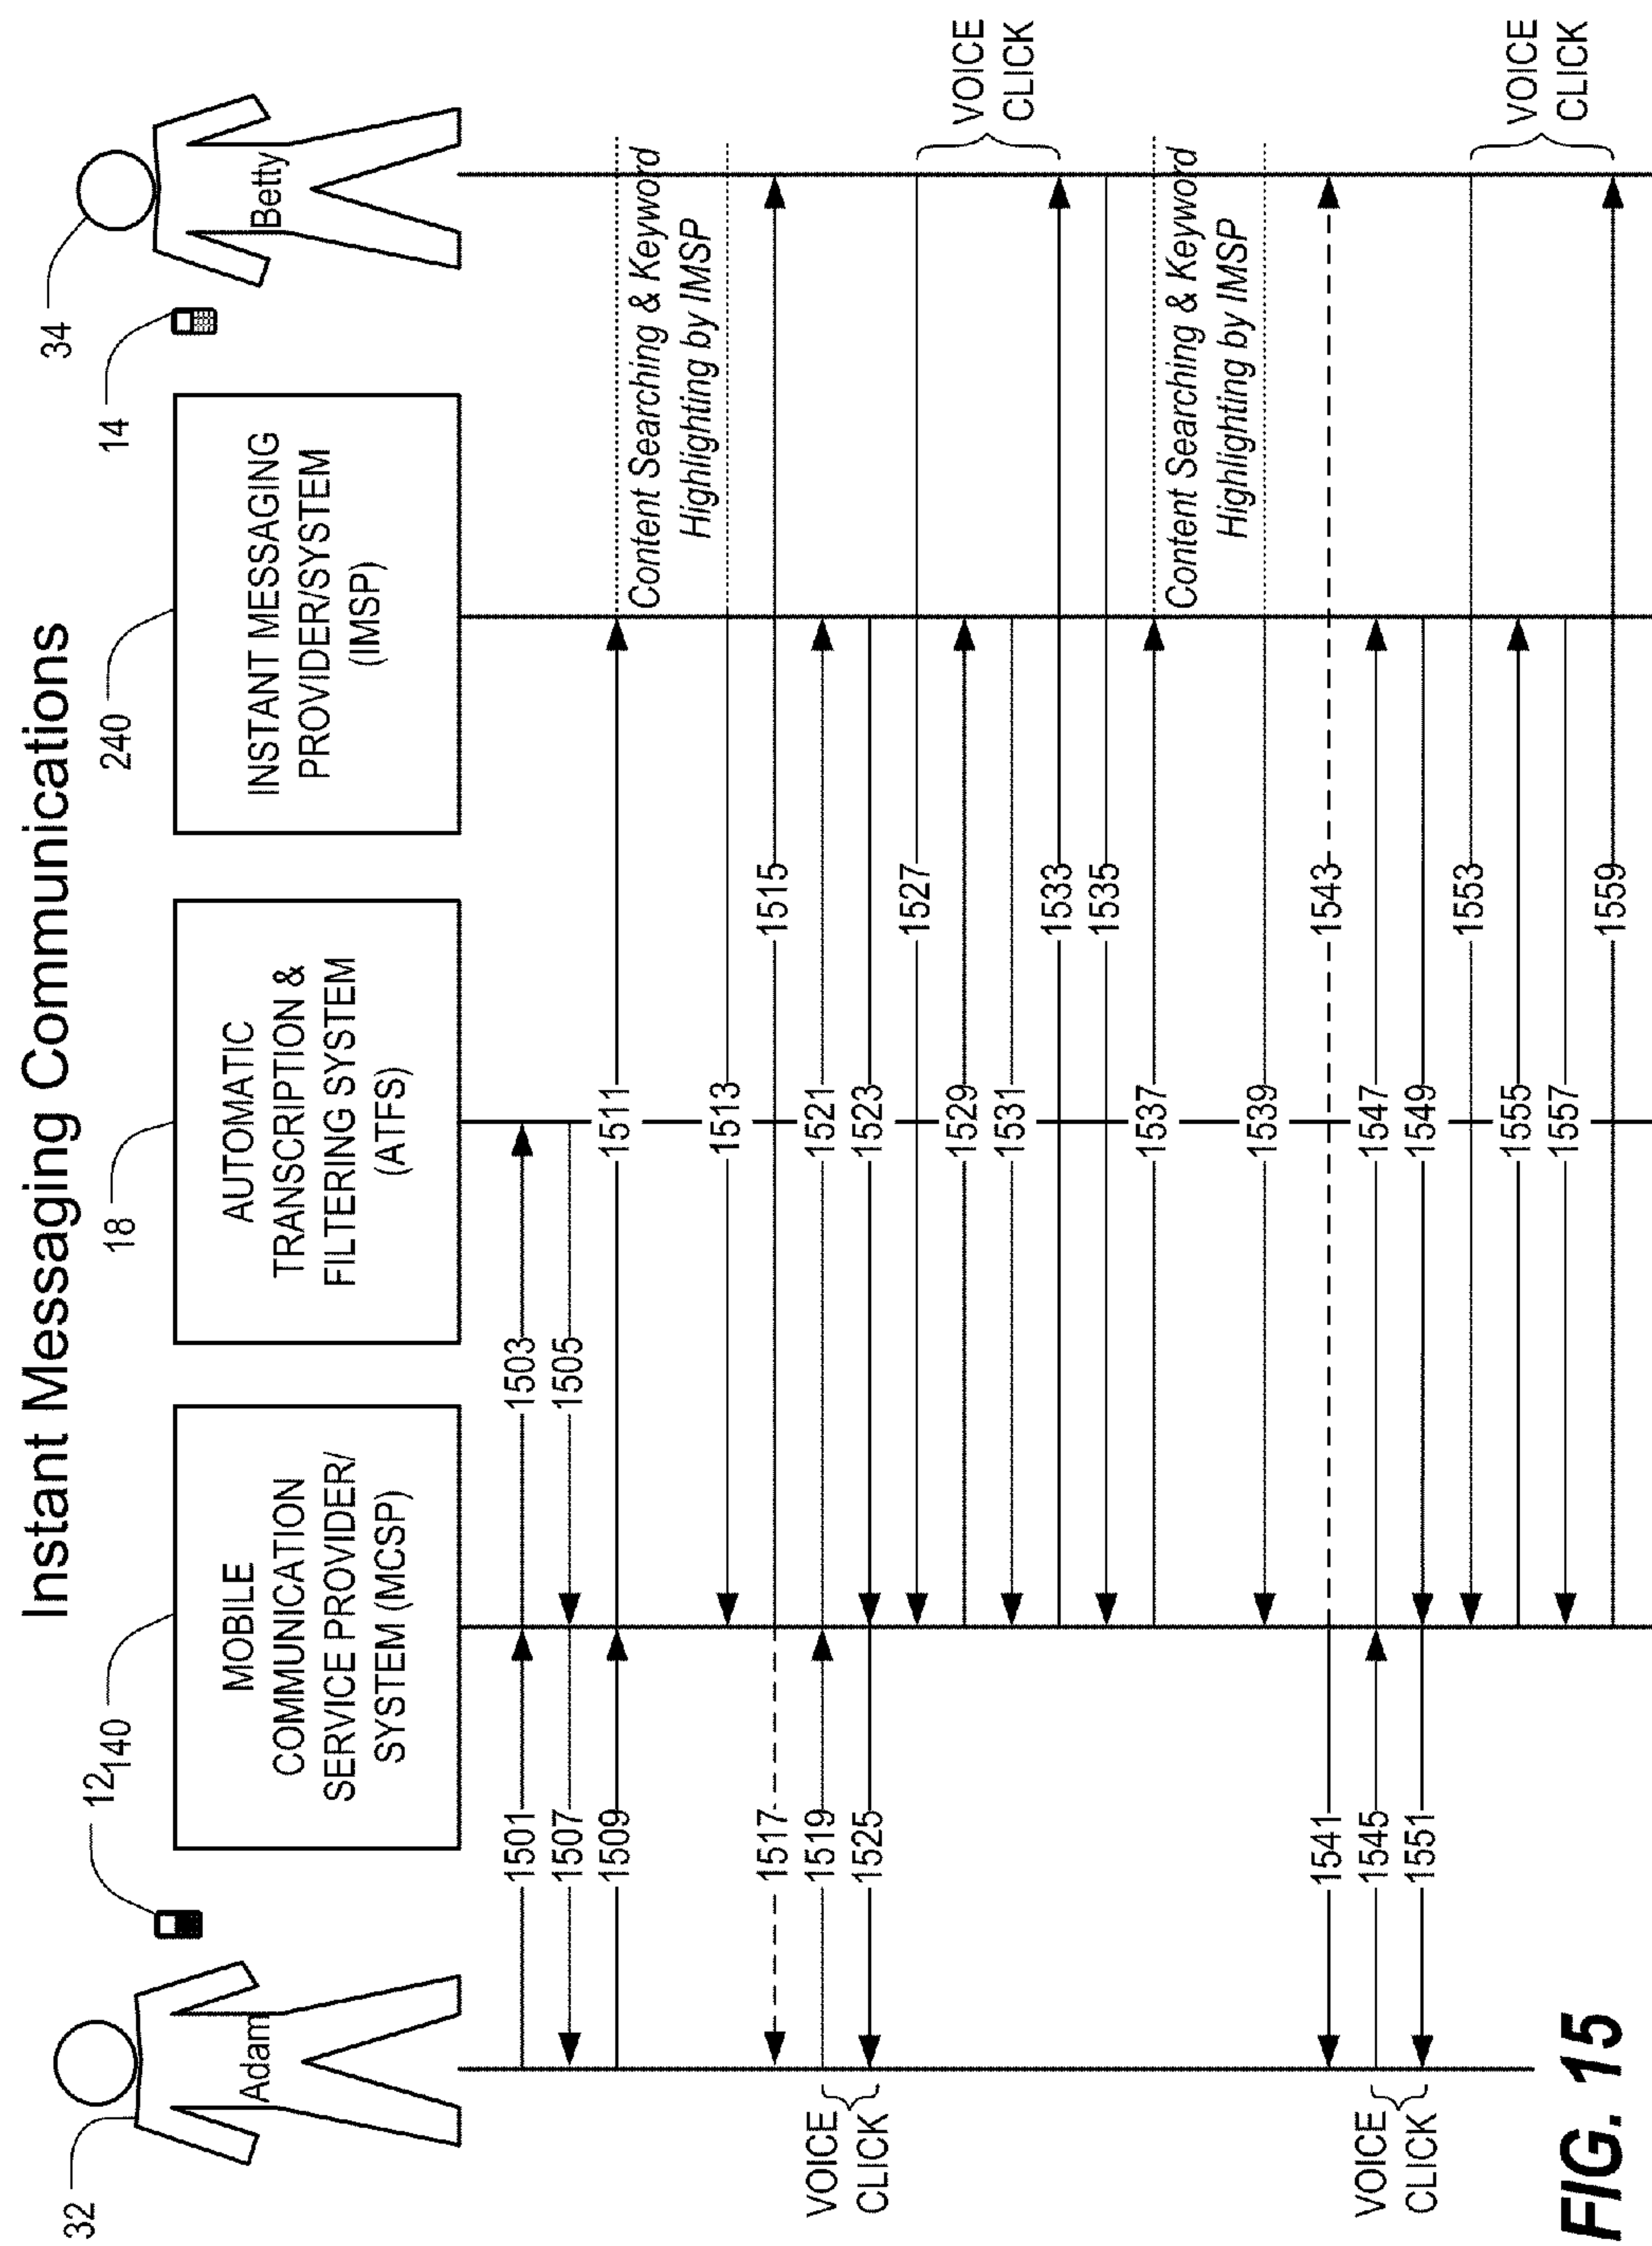 Instant Messaging Communications
32
12
140
18
240
14
34
Adam
MOBILE
COMMUNICATION
SERVICE PROVIDER/
SYSTEM (MCSP)
AUTOMATIC
TRANSCRIPTION &
FILTERING SYSTEM
(ATFS)
INSTANT MESSAGING
PROVIDER/SYSTEM
(IMSP)
Betty
1501
1503
1507
1505
1509
1511
Content Searching & Keyword
Highlighting by IMSP
1513
1517
1515
VOICE
CLICK
1519
1521
1525
1523
1527
1529
1531
1533
VOICE
CLICK
1535
1537
Content Searching & Keyword
Highlighting by IMSP
1539
1541
1543
VOICE
CLICK
1545
1547
1551
1549
1553
1555
1557
1559
VOICE
CLICK
FIG. 15